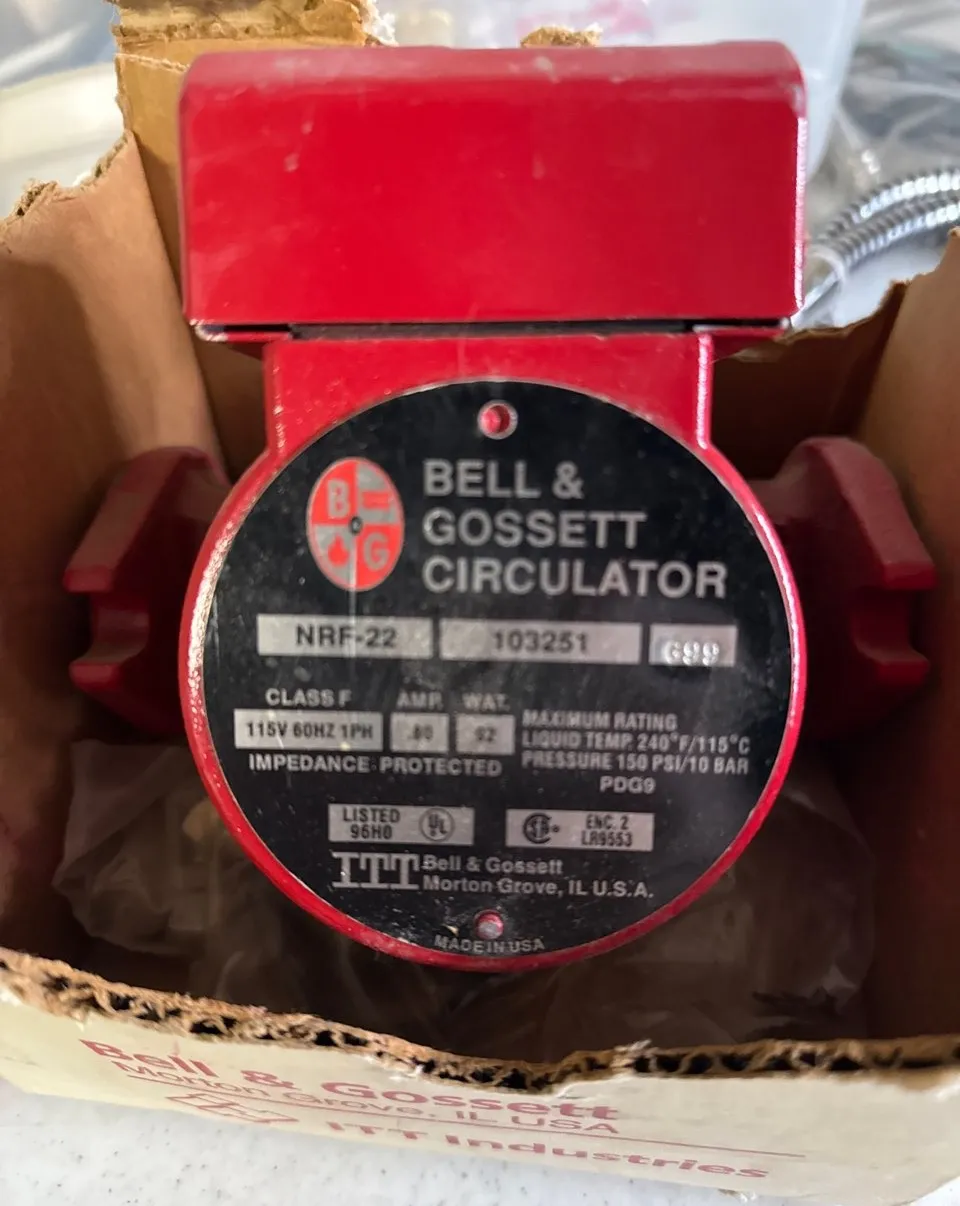 B
G
BELL &
GOSSETT
CIRCULATOR
NRF-22 103251 G99
CLASS F AMP. WAT.
115V 60HZ 1PH .80 92
IMPEDANCE PROTECTED
MAXIMUM RATING
LIQUID TEMP. 240°F/115°C
PRESSURE 150 PSI/10 BAR
PDG9
LISTED
96H0
UL
ENC. 2
LR9553
ITT Bell & Gossett
Morton Grove, IL U.S.A.
MADE IN USA
Bell & Gossett
Morton Grove, IL USA
ITT Industries